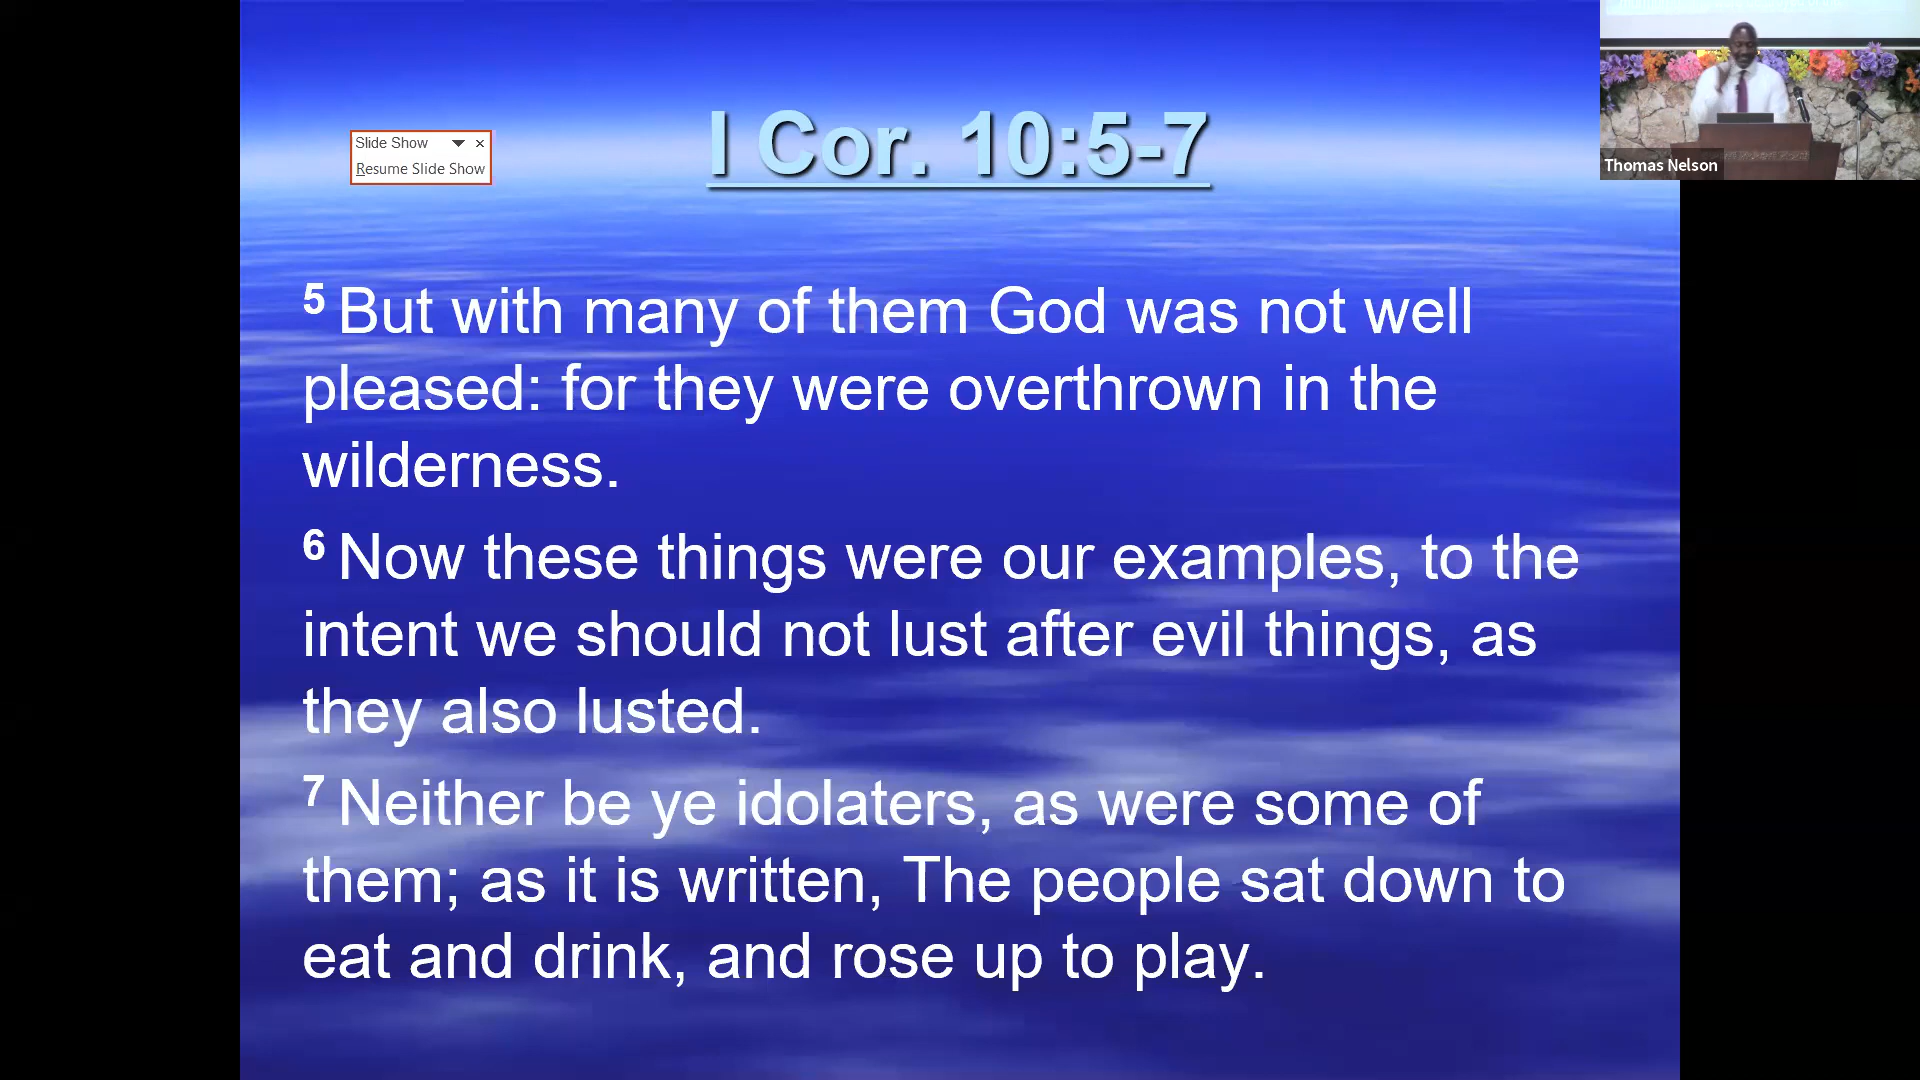 I Cor. 10:5-7
Slide Show
Resume Slide Show
Thomas Nelson
5 But with many of them God was not well
pleased: for they were overthrown in the
wilderness.
6 Now these things were our examples, to the
intent we should not lust after evil things, as
they also lusted.
7 Neither be ye idolaters, as were some of
them; as it is written, The people sat down to
eat and drink, and rose up to play.